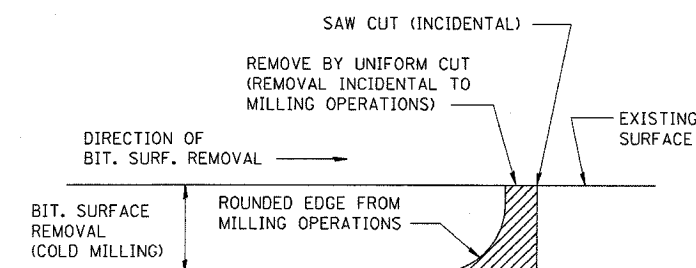 SAW CUT (INCIDENTAL)
REMOVE BY UNIFORM CUT
(REMOVAL INCIDENTAL TO
MILLING OPERATIONS)
EXISTING
SURFACE
DIRECTION OF
BIT. SURF. REMOVAL
BIT. SURFACE
REMOVAL
(COLD MILLING)
ROUNDED EDGE FROM
MILLING OPERATIONS